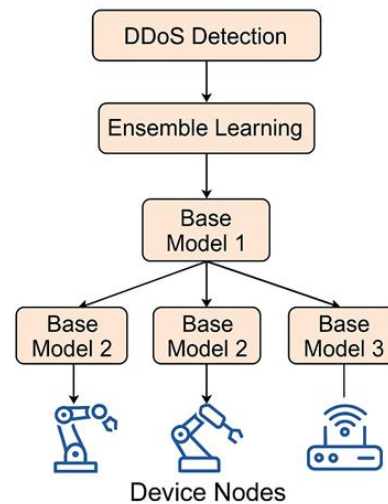 DDoS Detection
Ensemble Learning
Base
Model 1
Base
Model 2
Base
Model 2
Base
Model 3
Device Nodes